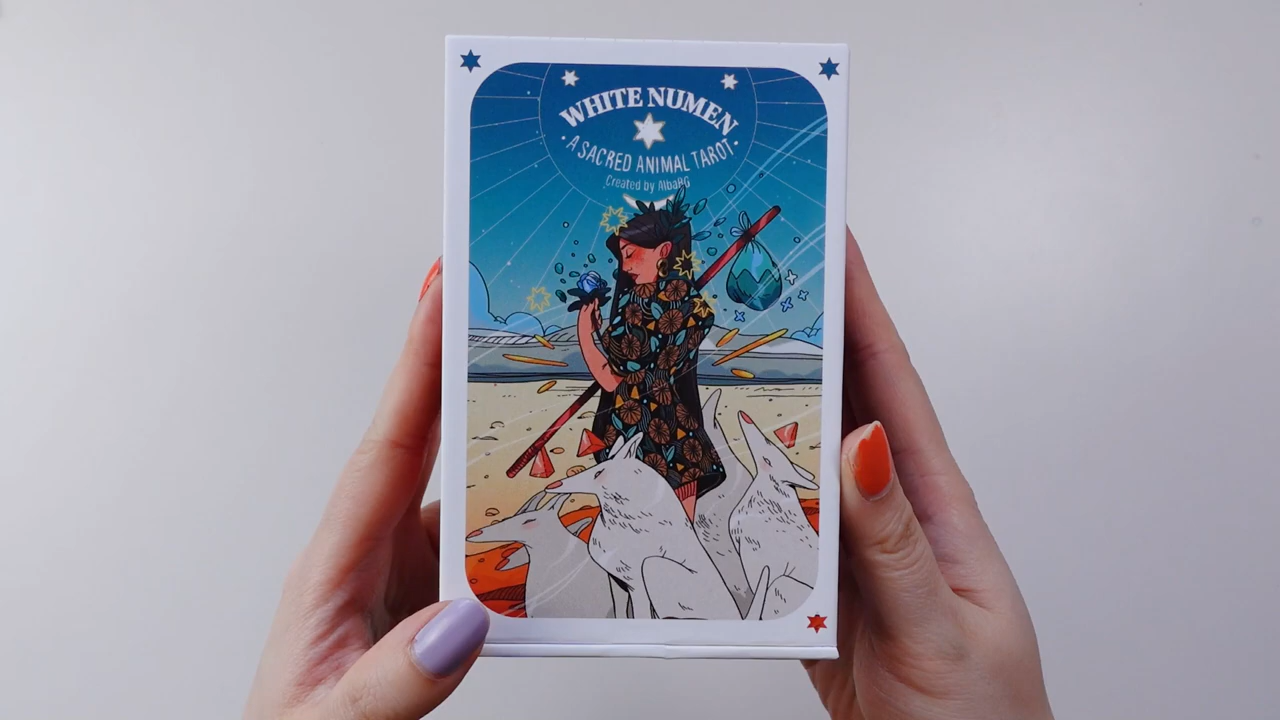 WHITE NUMEN
• A SACRED ANIMAL TAROT •
Created by AlbaBG